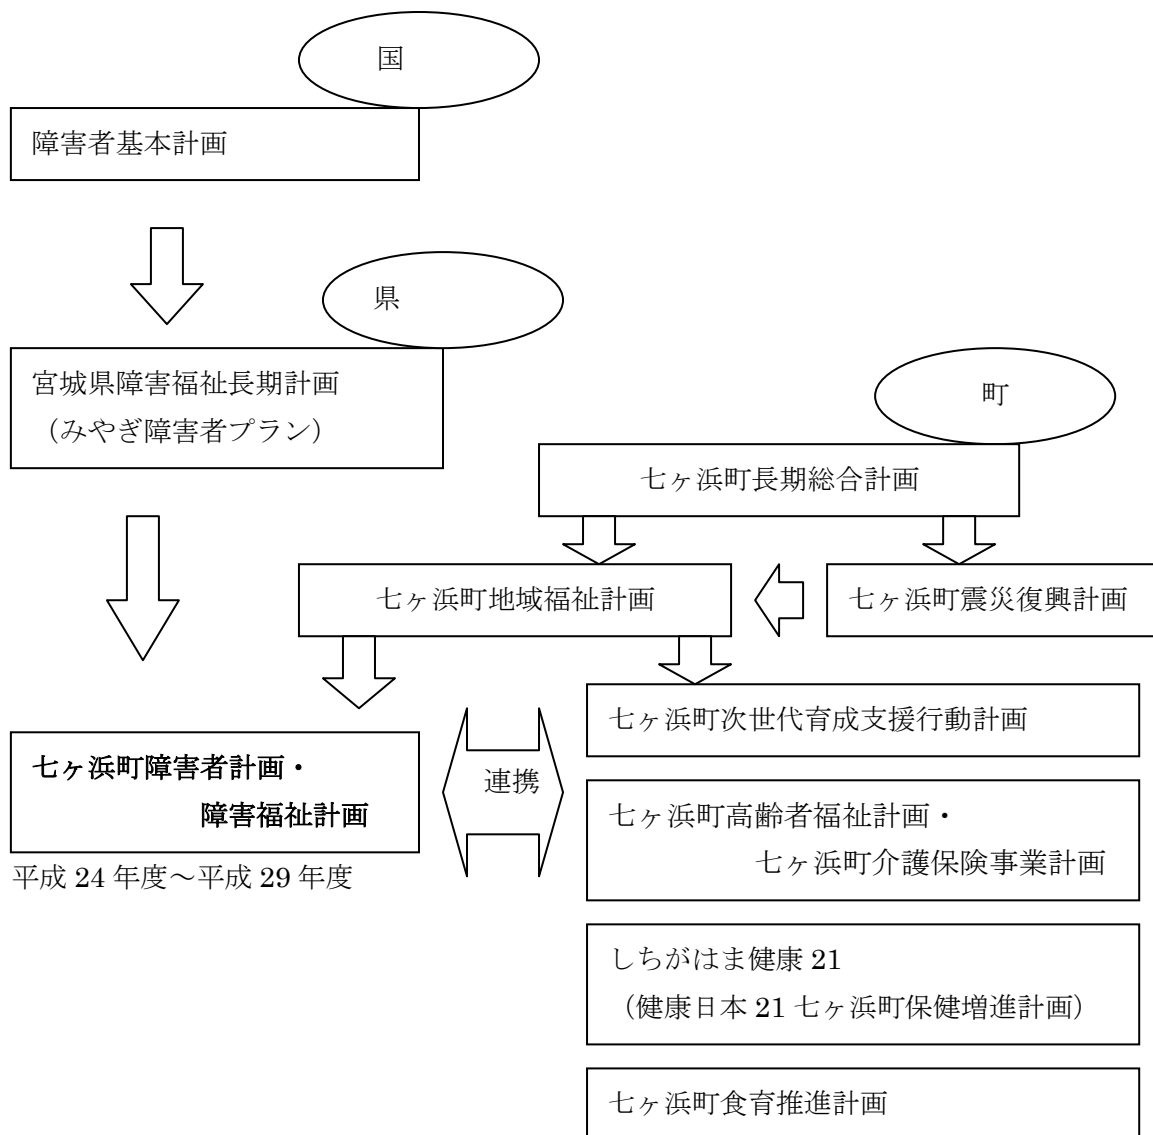 国
障害者基本計画
県
宮城県障害福祉長期計画
（みやぎ障害者プラン）
町
七ヶ浜町長期総合計画
七ヶ浜町地域福祉計画
七ヶ浜町震災復興計画
七ヶ浜町障害者計画・
障害福祉計画
平成 24 年度～平成 29 年度
連携
七ヶ浜町次世代育成支援行動計画
七ヶ浜町高齢者福祉計画・
七ヶ浜町介護保険事業計画
しちがはま健康 21
（健康日本 21 七ヶ浜町保健増進計画）
七ヶ浜町食育推進計画